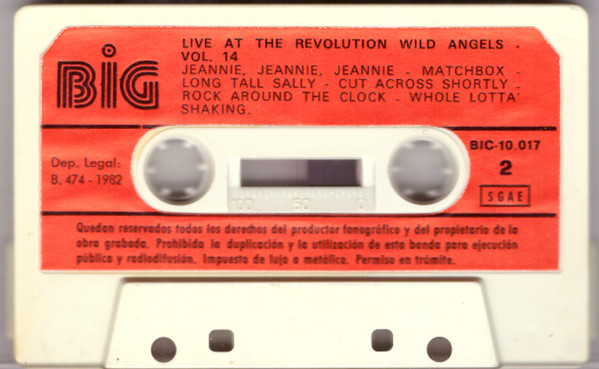 BIG
LIVE AT THE REVOLUTION WILD ANGELS -
VOL. 14
JEANNIE, JEANNIE, JEANNIE - MATCHBOX -
LONG TALL SALLY - CUT ACROSS SHORTLY -
ROCK AROUND THE CLOCK - WHOLE LOTTA'
SHAKING.
Dep. Legal:
B. 474 - 1982
BIC-10.017
2
SGAE
100 50 0
Quedan reservados todos los derechos del productor fonográfico y del propietario de la
obra grabada. Prohibida la duplicación y la utilización de esta banda para ejecución
pública y radiodifusión. Impuesto de lujo a metálico. Permiso en trámite.